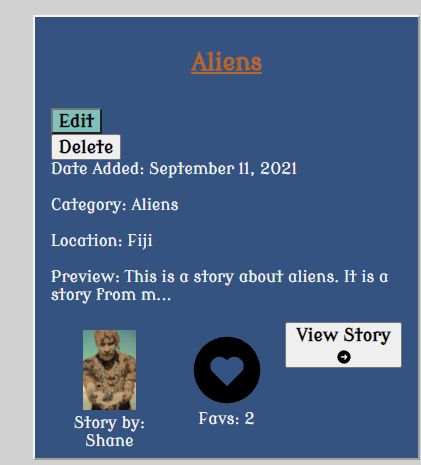 Aliens
Edit
Delete
Date Added: September 11, 2021
Category: Aliens
Location: Fiji
Preview: This is a story about aliens. It is a
story from m...
View Story
Story by:
Shane
Favs: 2